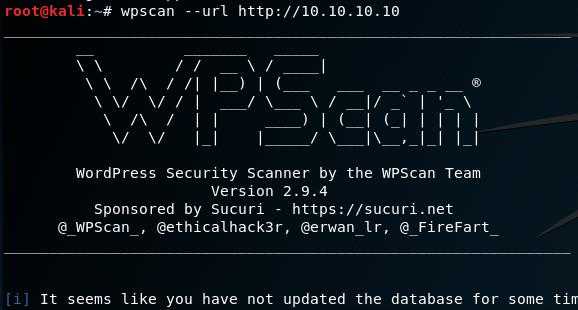 root@kali:~# wpscan --url http://10.10.10.10
WPScan ®
WordPress Security Scanner by the WPScan Team
Version 2.9.4
Sponsored by Sucuri - https://sucuri.net
@_WPScan_, @ethicalhack3r, @erwan_lr, @_FireFart_
[i] It seems like you have not updated the database for some tim